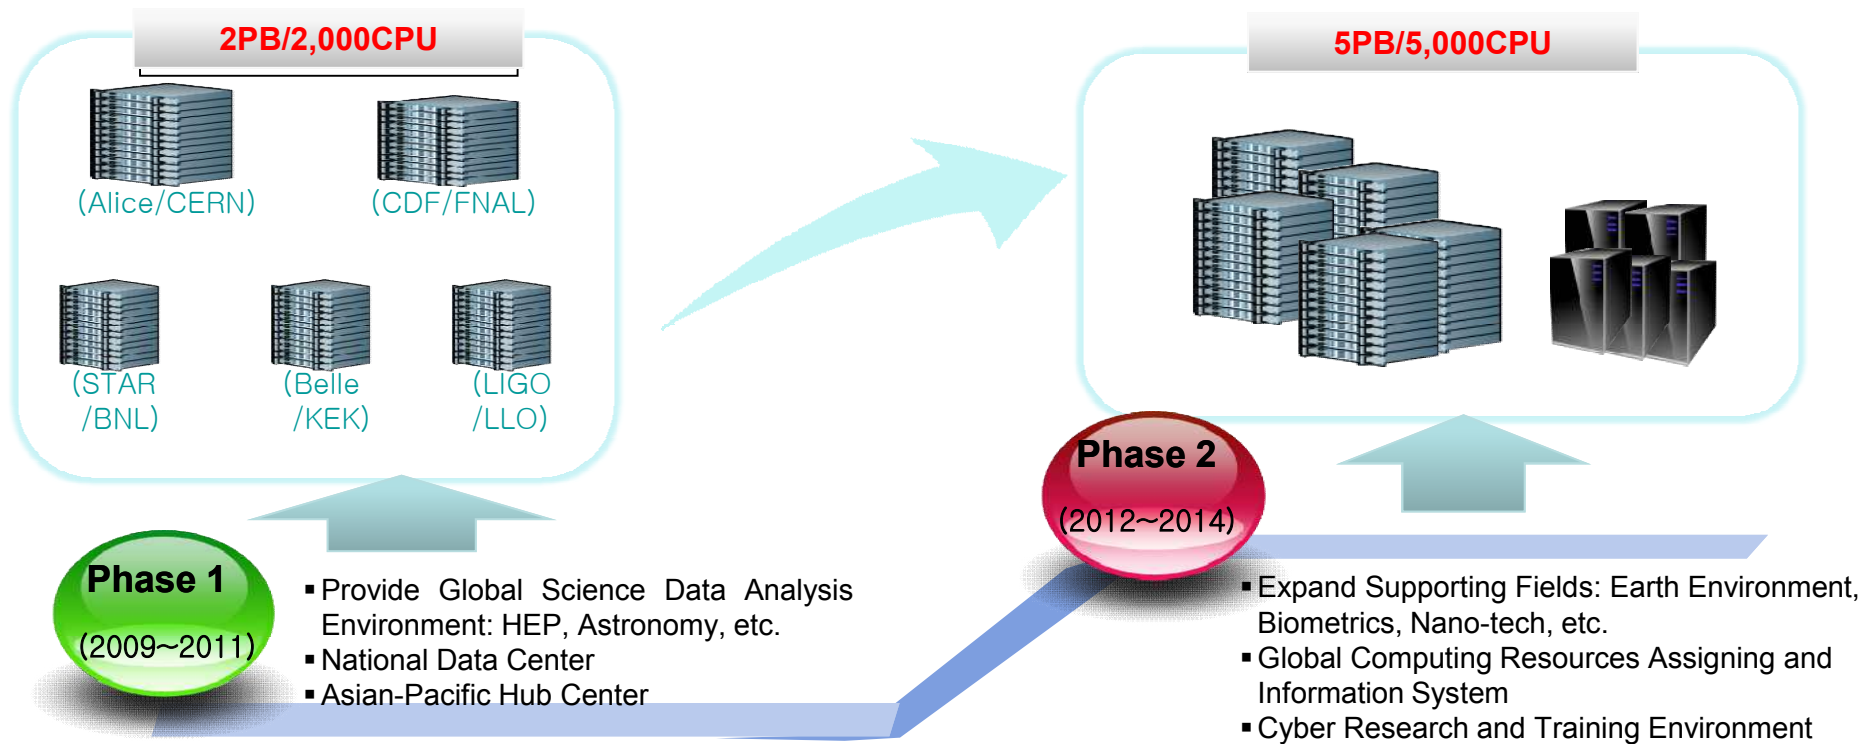 2PB/2,000CPU
(Alice/CERN)
(CDF/FNAL)
(STAR
/BNL)
(Belle
/KEK)
(LIGO
/LLO)
5PB/5,000CPU
Phase 1
(2009~2011)
▪ Provide Global Science Data Analysis
Environment: HEP, Astronomy, etc.
▪ National Data Center
▪ Asian-Pacific Hub Center
Phase 2
(2012~2014)
▪ Expand Supporting Fields: Earth Environment,
Biometrics, Nano-tech, etc.
▪ Global Computing Resources Assigning and
Information System
▪ Cyber Research and Training Environment